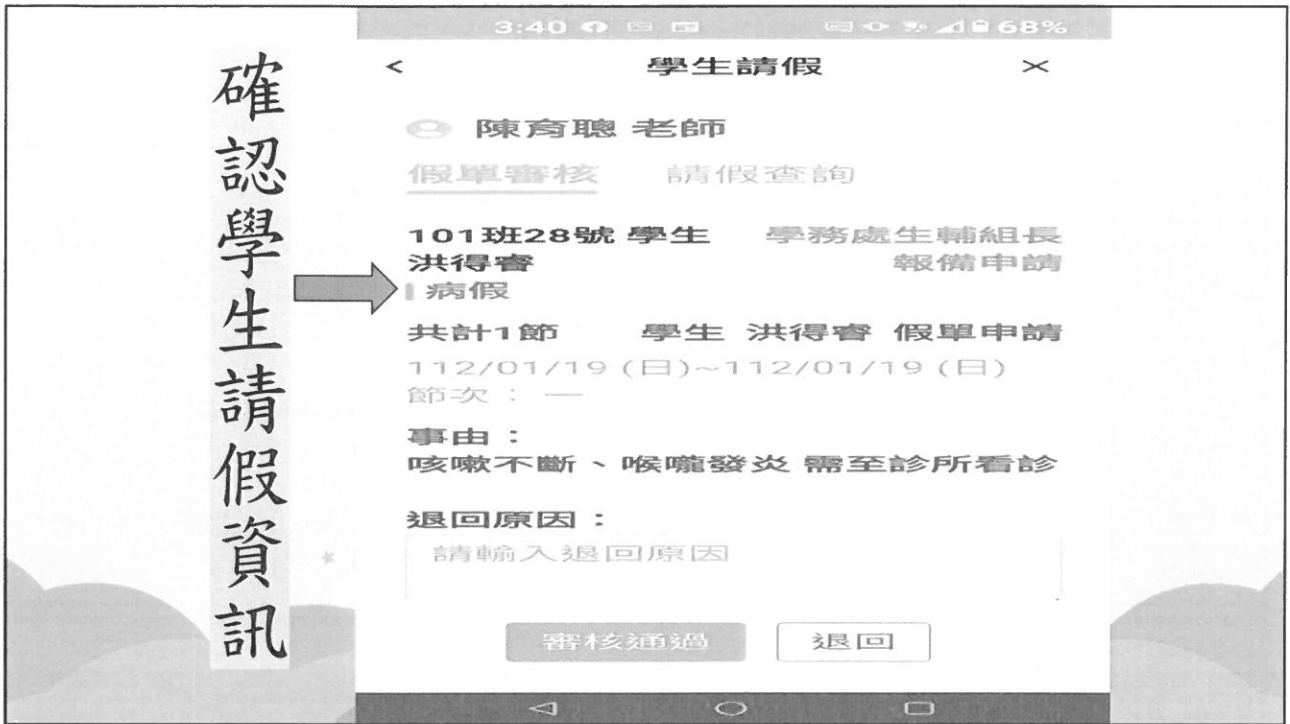 確認學生請假資訊
3:40 68%
< 學生請假 ×
陳育聰 老師
假單審核 請假查詢
101班28號 學生 學務處生輔組長
洪得睿 報備申請
病假
共計1節 學生 洪得睿 假單申請
112/01/19 (日)~112/01/19 (日)
節次：一
事由：
咳嗽不斷、喉嚨發炎 需至診所看診
退回原因：
請輸入退回原因
審核通過 退回